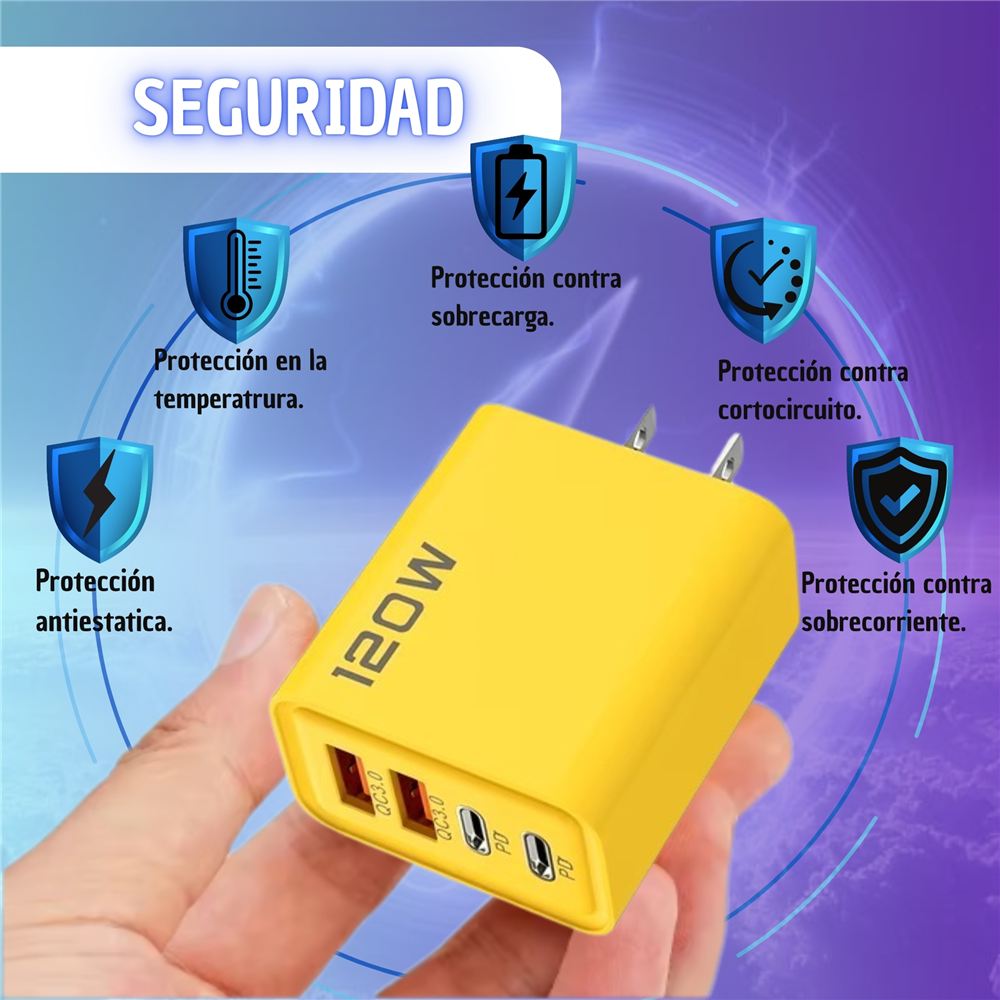 SEGURIDAD
Protección contra
sobrecarga.
Protección en la
temperatrura.
Protección contra
cortocircuito.
Protección
antiestatica.
Protección contra
sobrecorriente.
120W
QC3.0
QC3.0
PD
PD